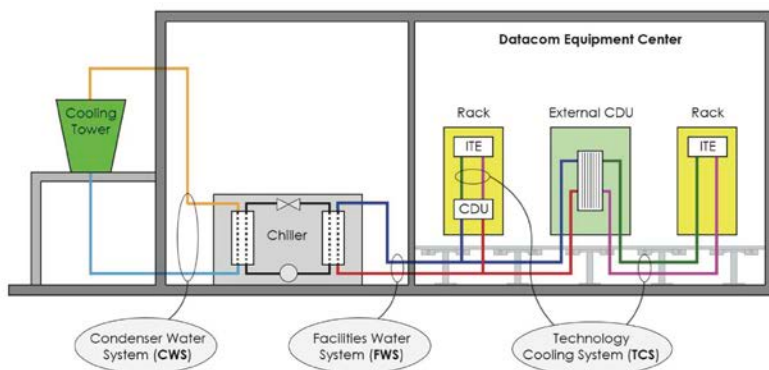 Datacom Equipment Center
Cooling
Tower
Rack
External CDU
Rack
ITE
ITE
CDU
Chiller
Condenser Water
System (CWS)
Facilities Water
System (FWS)
Technology
Cooling System (TCS)